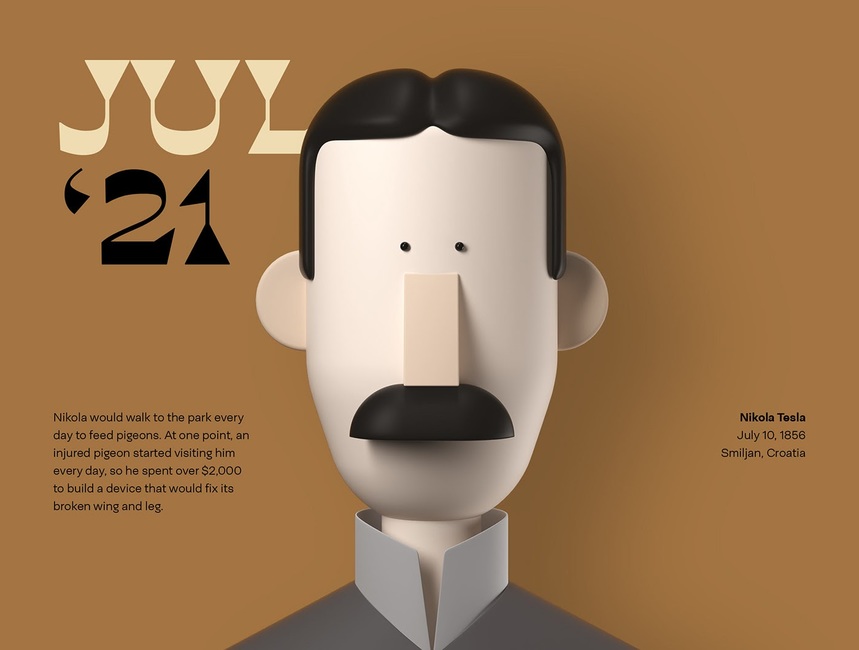 JUL
‘21
Nikola would walk to the park every
day to feed pigeons. At one point, an
injured pigeon started visiting him
every day, so he spent over $2,000
to build a device that would fix its
broken wing and leg.
Nikola Tesla
July 10, 1856
Smiljan, Croatia